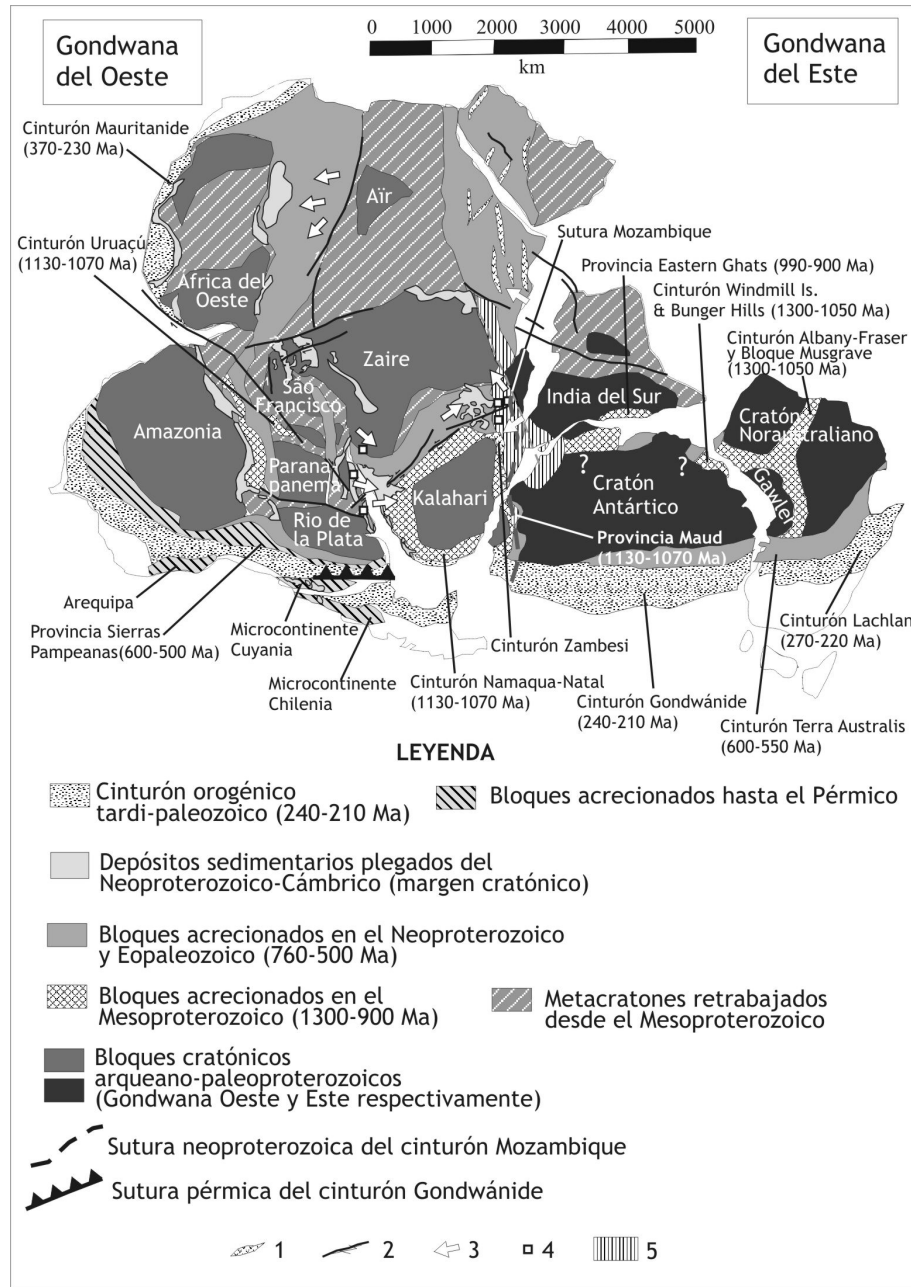 Gondwana
del Oeste
0 1000 2000 3000 4000 5000
km
Gondwana
del Este
Cinturón Mauritanide
(370-230 Ma)
Aïr
Cinturón Uruaçú
(1130-1070 Ma)
Sutura Mozambique
Provincia Eastern Ghats (990-900 Ma)
Cinturón Windmill Is.
& Bunger Hills (1300-1050 Ma)
Cinturón Albany-Fraser
y Bloque Musgrave
(1300-1050 Ma)
África del
Oeste
Zaire
São
Francisco
India del Sur
Amazonia
Cratón
Noraustraliano
Parana
panema
Kalahari
?
?
Cratón
Antártico
Gawler
Rio de
la Plata
Provincia Maud
(1130-1070 Ma)
Arequipa
Provincia Sierras
Pampeanas(600-500 Ma)
Microcontinente
Cuyania
Microcontinente
Chilenia
Cinturón Zambesi
Cinturón Namaqua-Natal
(1130-1070 Ma)
Cinturón Gondwánide
(240-210 Ma)
Cinturón Lachlan
(270-220 Ma)
Cinturón Terra Australis
(600-550 Ma)
LEYENDA
Cinturón orogénico
tardi-paleozoico (240-210 Ma)
Bloques acrecionados hasta el Pérmico
Depósitos sedimentarios plegados del
Neoproterozoico-Cámbrico (margen cratónico)
Bloques acrecionados en el Neoproterozoico
y Eopaleozoico (760-500 Ma)
Bloques acrecionados en el
Mesoproterozoico (1300-900 Ma)
Metacratones retrabajados
desde el Mesoproterozoico
Bloques cratónicos
arqueano-paleoproterozoicos
(Gondwana Oeste y Este respectivamente)
Sutura neoproterozoica del cinturón Mozambique
Sutura pérmica del cinturón Gondwánide
1 2 3 4 5